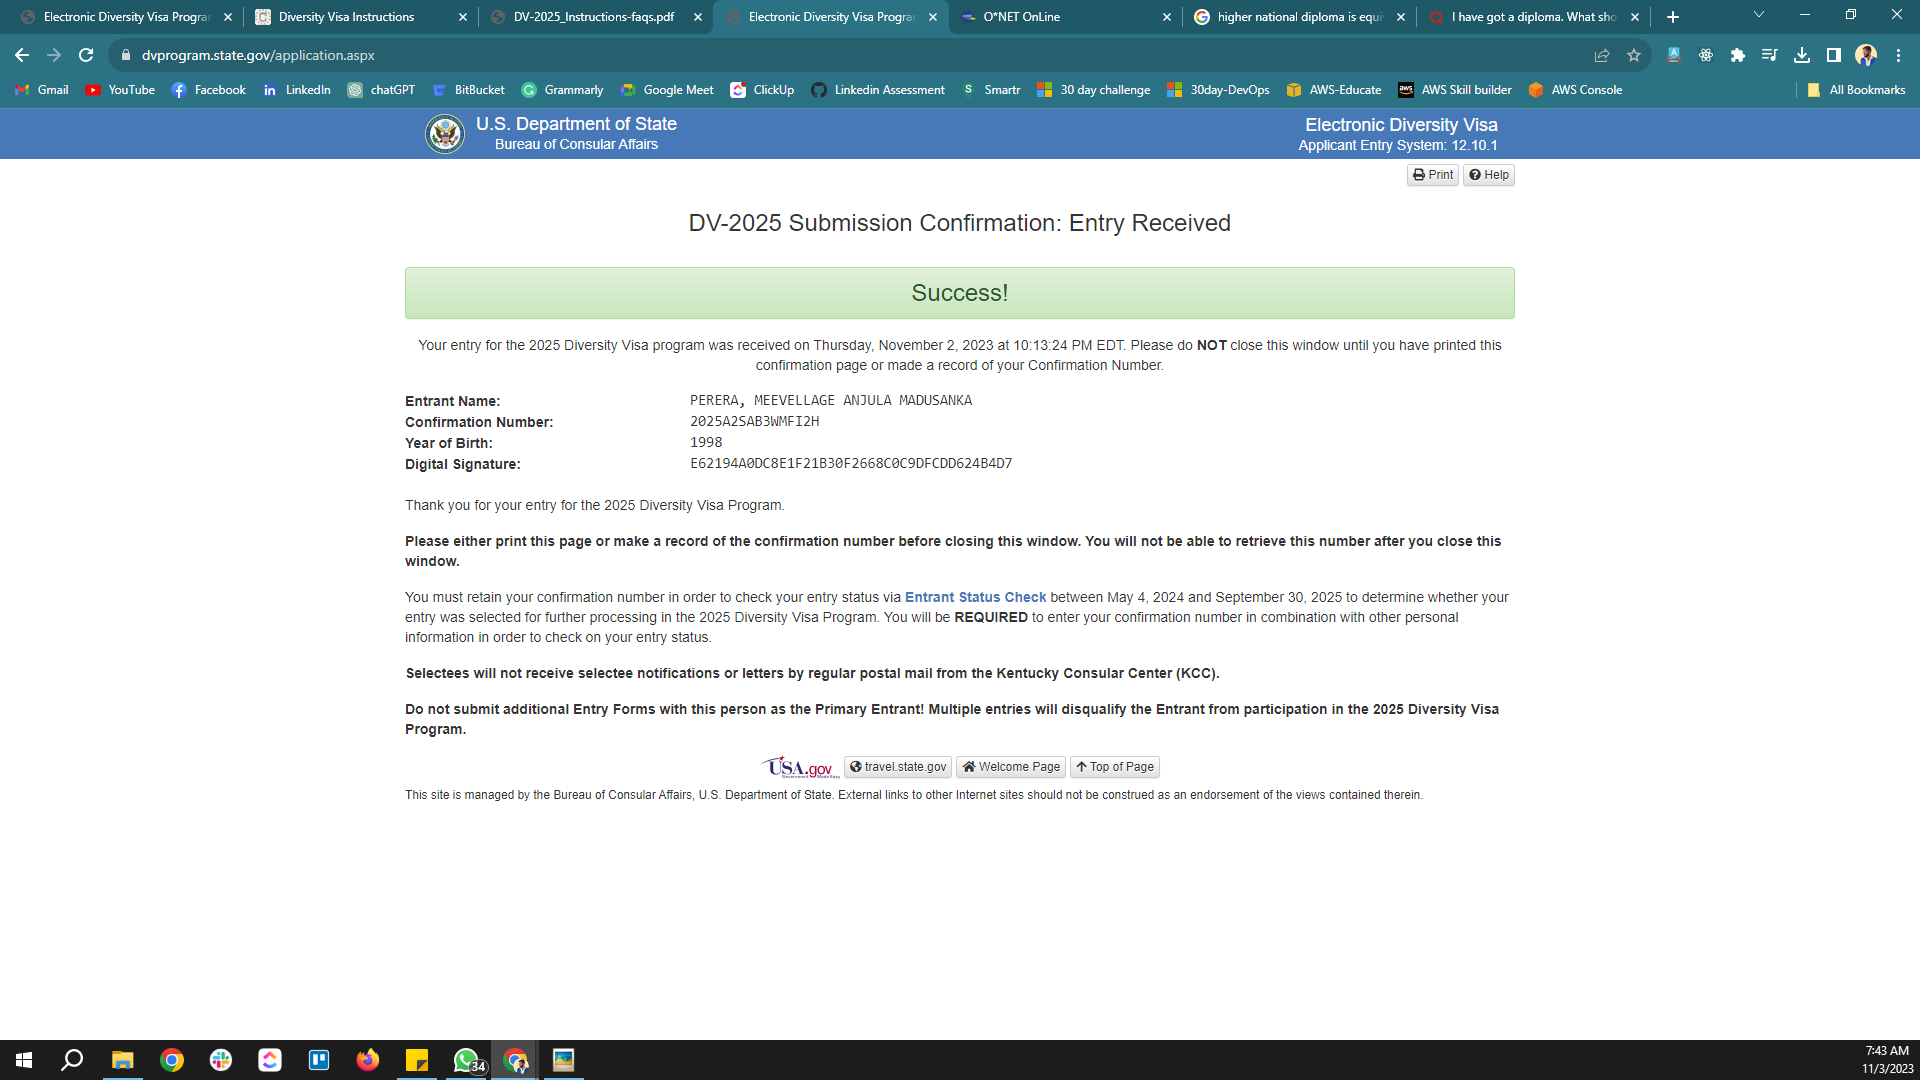 Electronic Diversity Visa Progra
Diversity Visa Instructions
DV-2025_Instructions-faqs.pdf
Electronic Diversity Visa Progra
O*NET OnLine
higher national diploma is equi
I have got a diploma. What sho
dvprogram.state.gov/application.aspx
Gmail
YouTube
Facebook
LinkedIn
chatGPT
BitBucket
Grammarly
Google Meet
ClickUp
Linkedin Assessment
Smartr
30 day challenge
30day-DevOps
AWS-Educate
AWS Skill builder
AWS Console
All Bookmarks
U.S. Department of State
Bureau of Consular Affairs
Electronic Diversity Visa
Applicant Entry System: 12.10.1
Print
Help
DV-2025 Submission Confirmation: Entry Received
Success!
Your entry for the 2025 Diversity Visa program was received on Thursday, November 2, 2023 at 10:13:24 PM EDT. Please do NOT close this window until you have printed this
confirmation page or made a record of your Confirmation Number.
Entrant Name: PERERA, MEEVELLAGE ANJULA MADUSANKA
Confirmation Number: 2025A2SAB3WMFI2H
Year of Birth: 1998
Digital Signature: E62194A0DC8E1F21B30F2668C0C9DFCDD624B4D7
Thank you for your entry for the 2025 Diversity Visa Program.
Please either print this page or make a record of the confirmation number before closing this window. You will not be able to retrieve this number after you close this
window.
You must retain your confirmation number in order to check your entry status via Entrant Status Check between May 4, 2024 and September 30, 2025 to determine whether your
entry was selected for further processing in the 2025 Diversity Visa Program. You will be REQUIRED to enter your confirmation number in combination with other personal
information in order to check on your entry status.
Selectees will not receive selectee notifications or letters by regular postal mail from the Kentucky Consular Center (KCC).
Do not submit additional Entry Forms with this person as the Primary Entrant! Multiple entries will disqualify the Entrant from participation in the 2025 Diversity Visa
Program.
USA.gov
travel.state.gov
Welcome Page
Top of Page
This site is managed by the Bureau of Consular Affairs, U.S. Department of State. External links to other Internet sites should not be construed as an endorsement of the views contained therein.
34
7:43 AM
11/3/2023